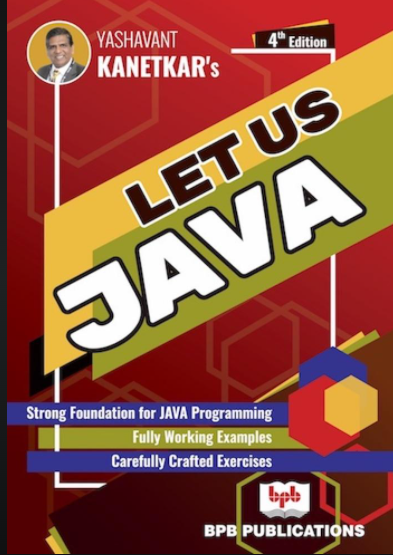 YASHAVANT
KANETKAR's
4th Edition
LET US
JAVA
Strong Foundation for JAVA Programming
Fully Working Examples
Carefully Crafted Exercises
bpb
BPB PUBLICATIONS